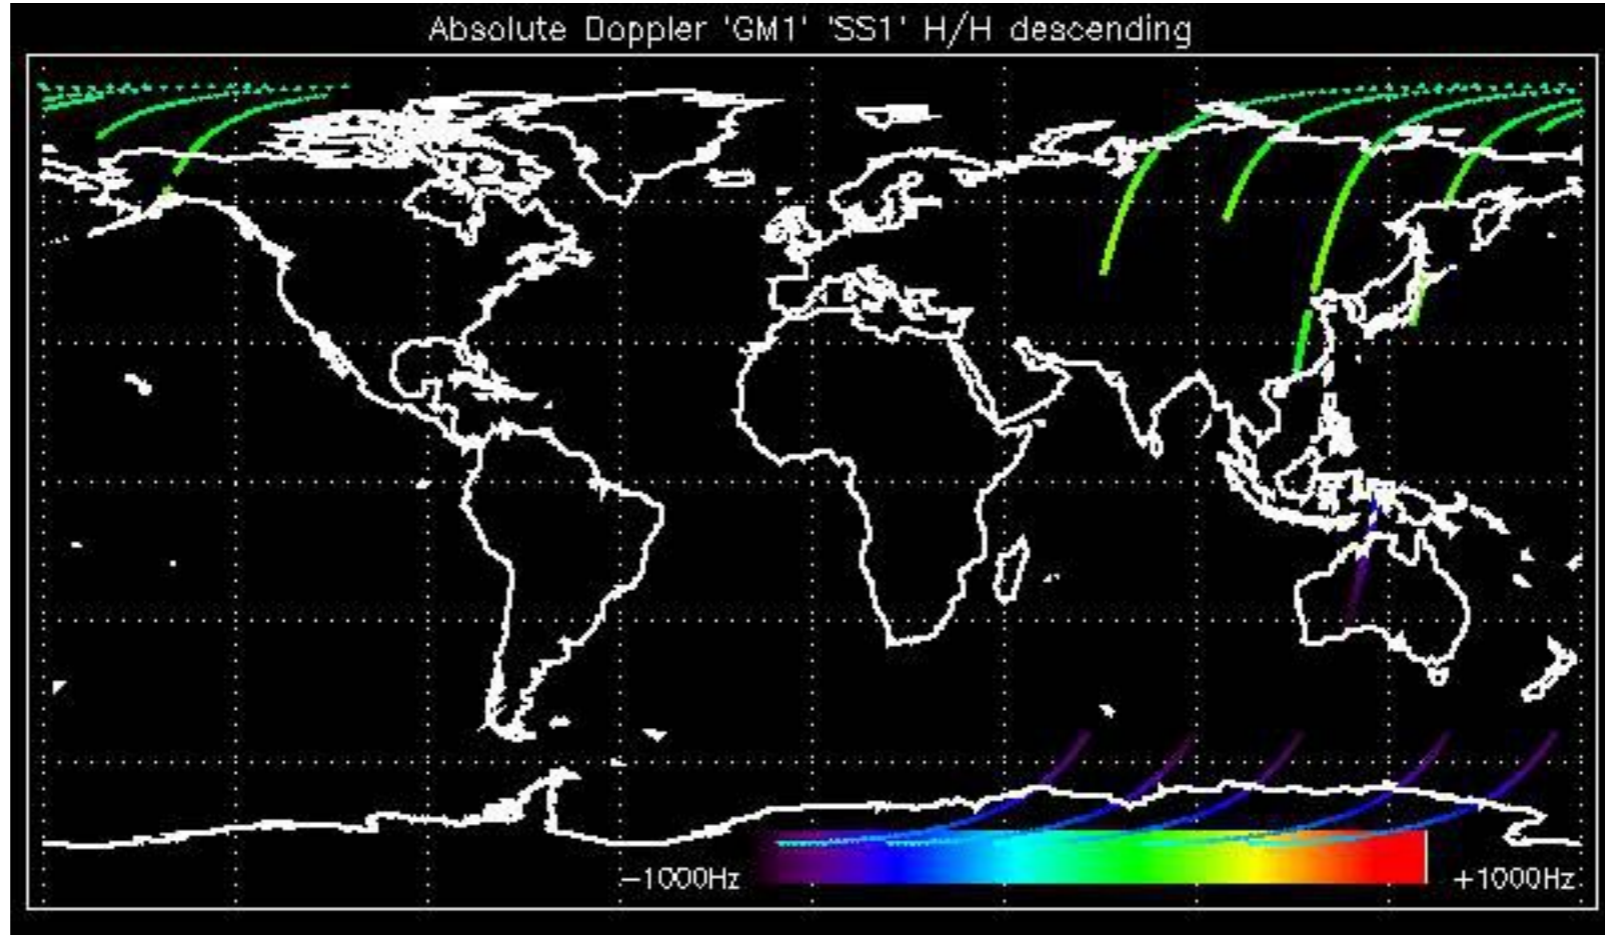 Absolute Doppler 'GM1' 'SS1' H/H descending
−1000Hz
+1000Hz